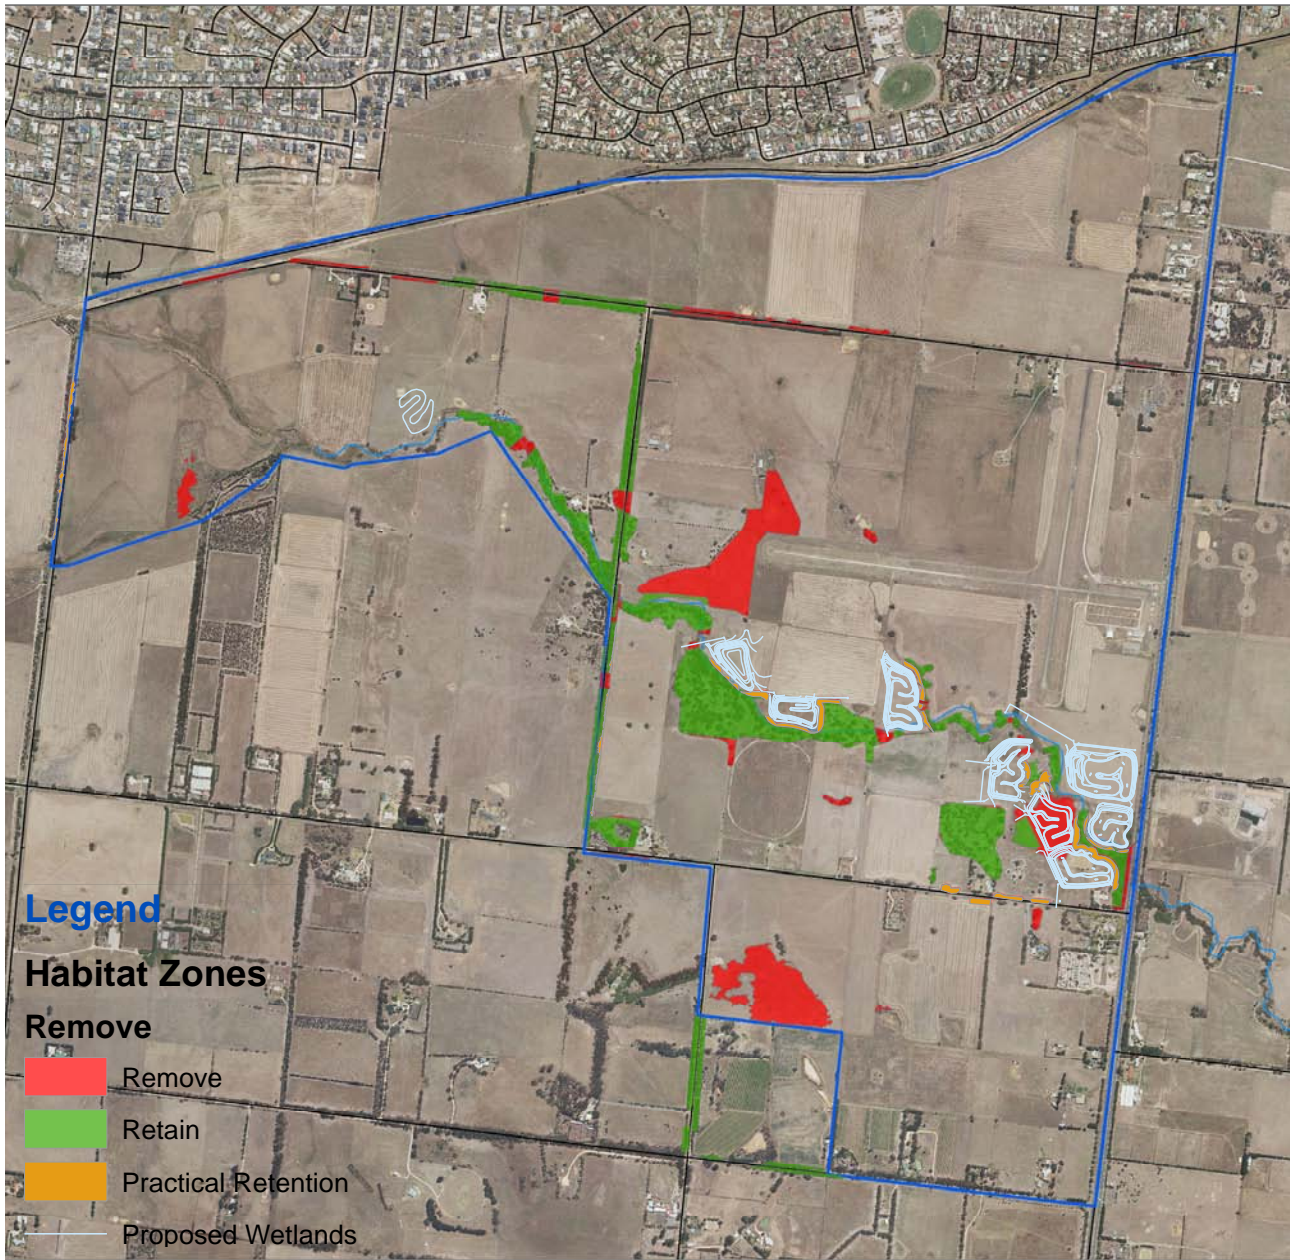 Legend
Habitat Zones
Remove
Remove
Retain
Practical Retention
Proposed Wetlands